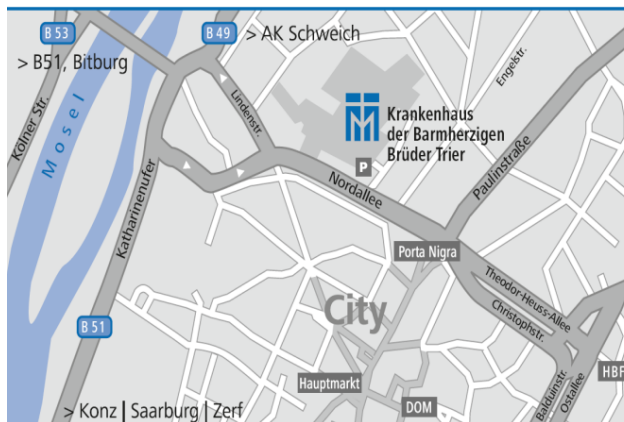 B 53
B 49
> AK Schweich
> B51, Bitburg
Kölner Str.
Mosel
Lindenstr.
Engelstr.
Krankenhaus
der Barmherzigen
Brüder Trier
P
Nordallee
Paulinstraße
Katharinenufer
Porta Nigra
Theodor-Heuss-Allee
Christophstr.
City
B 51
Hauptmarkt
HBF
Balduinstr.
Ostallee
DOM
> Konz | Saarburg | Zerf